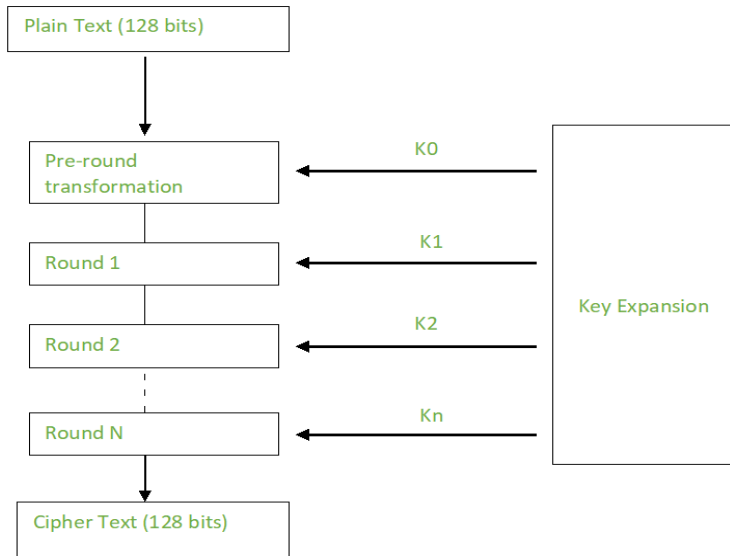 Plain Text (128 bits)
Pre-round
transformation
K0
Round 1
K1
Key Expansion
Round 2
K2
Round N
Kn
Cipher Text (128 bits)